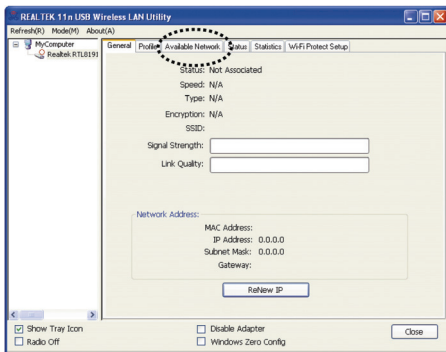 REALTEK 11n USB Wireless LAN Utility
Refresh(R) Mode(M) About(A)
MyComputer
Realtek RTL8191
General Profile Available Network Status Statistics Wi-Fi Protect Setup
Status: Not Associated
Speed: N/A
Type: N/A
Encryption: N/A
SSID:
Signal Strength:
Link Quality:
Network Address:
MAC Address:
IP Address: 0.0.0.0
Subnet Mask: 0.0.0.0
Gateway:
ReNew IP
Show Tray Icon
Radio Off
Disable Adapter
Windows Zero Config
Close